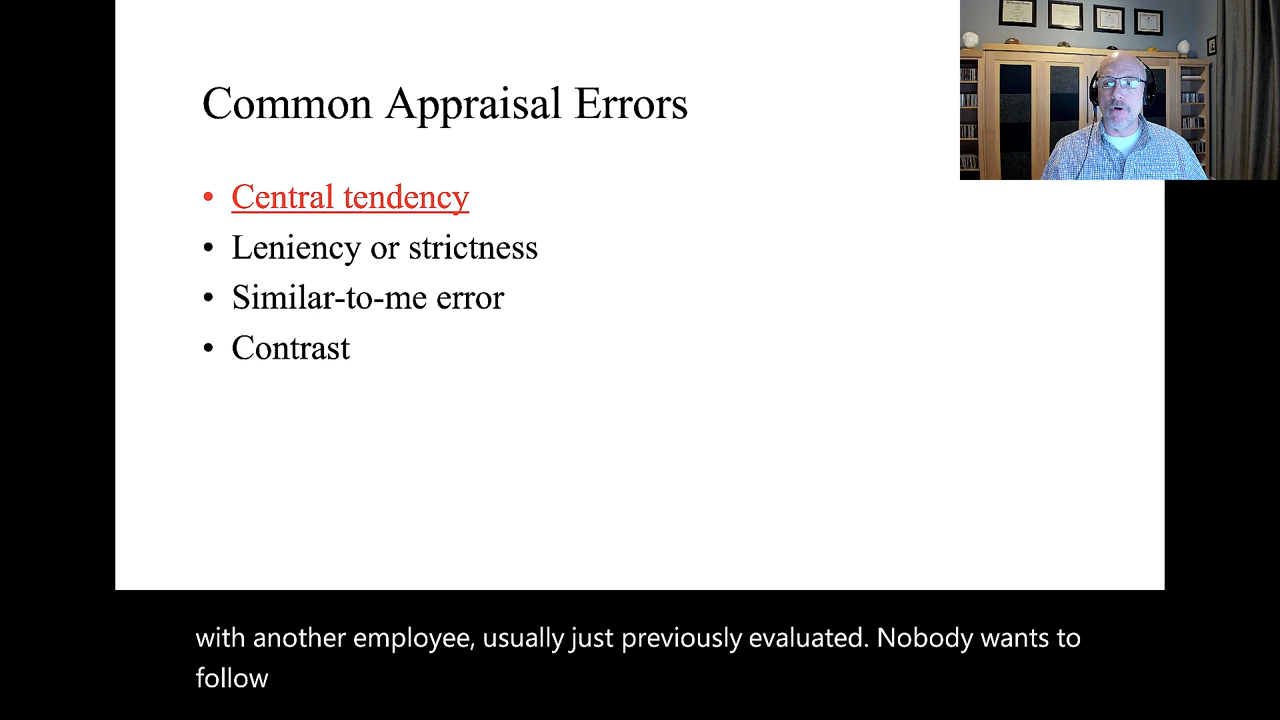 Common Appraisal Errors
• Central tendency
• Leniency or strictness
• Similar-to-me error
• Contrast
with another employee, usually just previously evaluated. Nobody wants to
follow